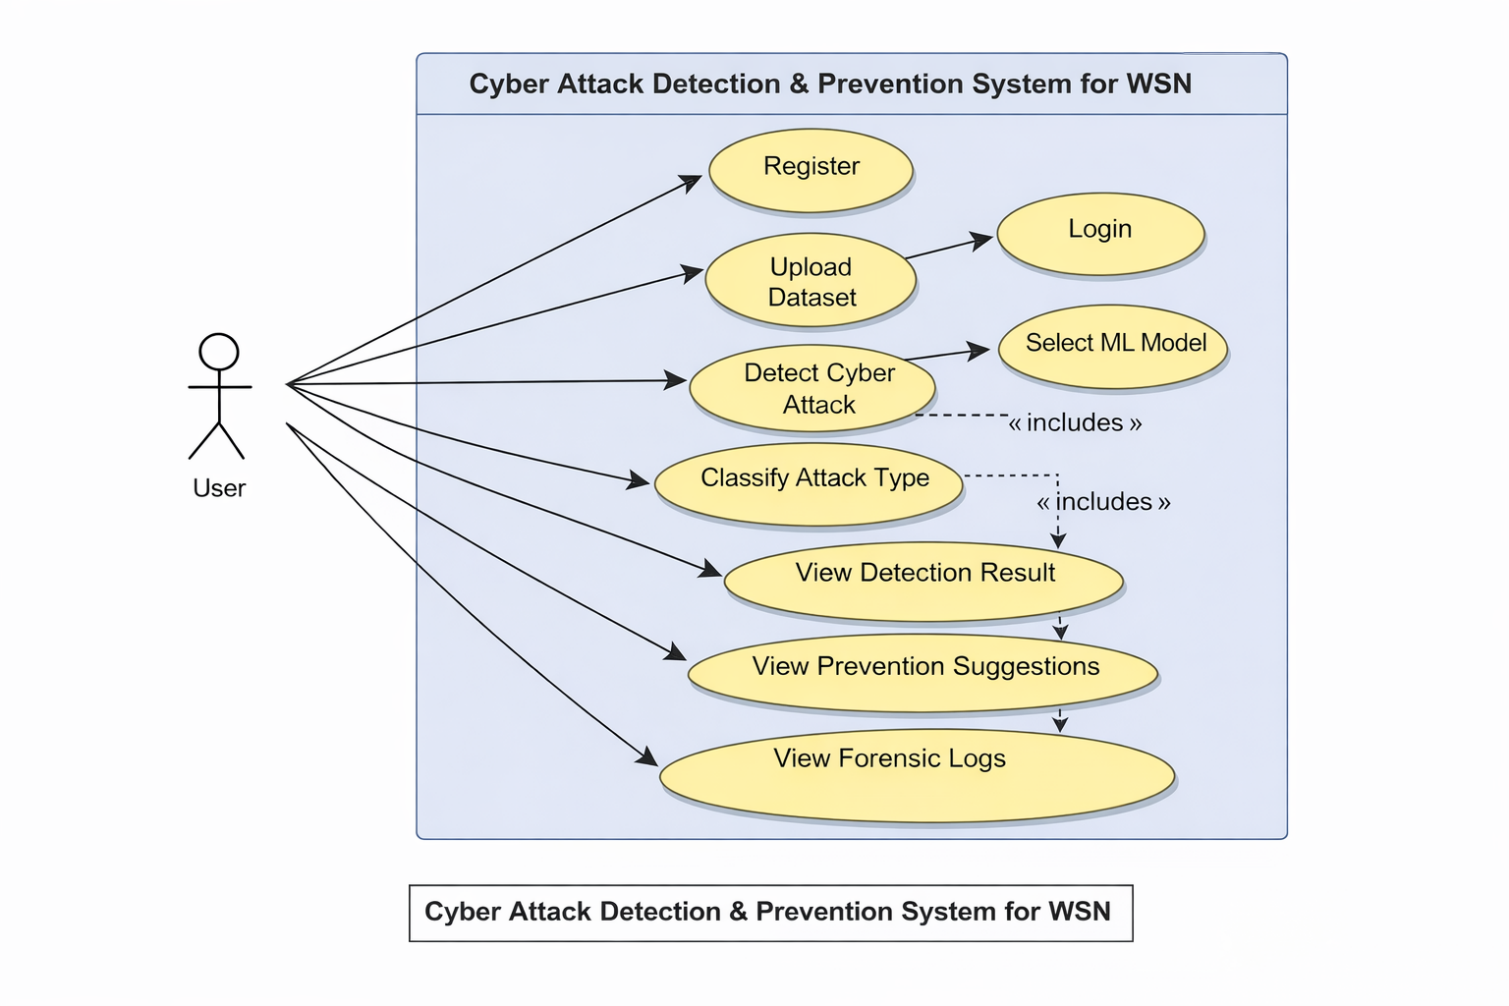 Cyber Attack Detection & Prevention System for WSN
Register
Login
Upload
Dataset
Select ML Model
Detect Cyber
Attack
« includes »
Classify Attack Type
« includes »
User
View Detection Result
View Prevention Suggestions
View Forensic Logs
Cyber Attack Detection & Prevention System for WSN